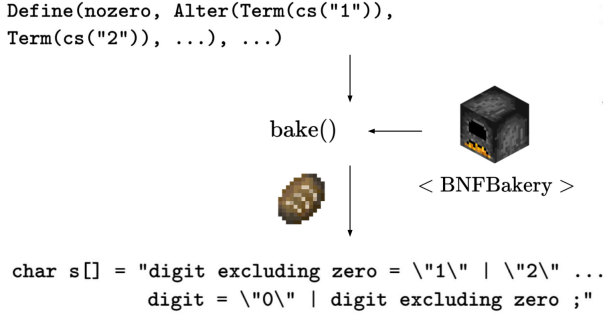 Define(nozero, Alter(Term(cs("1")),
Term(cs("2")), ...), ...)
bake()
< BNFBakery >
char s[] = "digit excluding zero = \"1\" | \"2\" ...
digit = \"0\" | digit excluding zero ;"